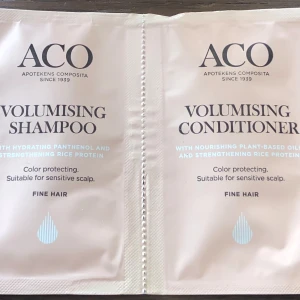 ACO
APOTEKENS COMPOSITA
SINCE 1939
VOLUMISING
SHAMPOO
WITH HYDRATING PANTHENOL AND
STRENGTHENING RICE PROTEIN
Color protecting.
Suitable for sensitive scalp.
FINE HAIR
ACO
APOTEKENS COMPOSITA
SINCE 1939
VOLUMISING
CONDITIONER
WITH NOURISHING PLANT-BASED OILS
AND STRENGTHENING RICE PROTEIN
Color protecting.
Suitable for sensitive scalp.
FINE HAIR